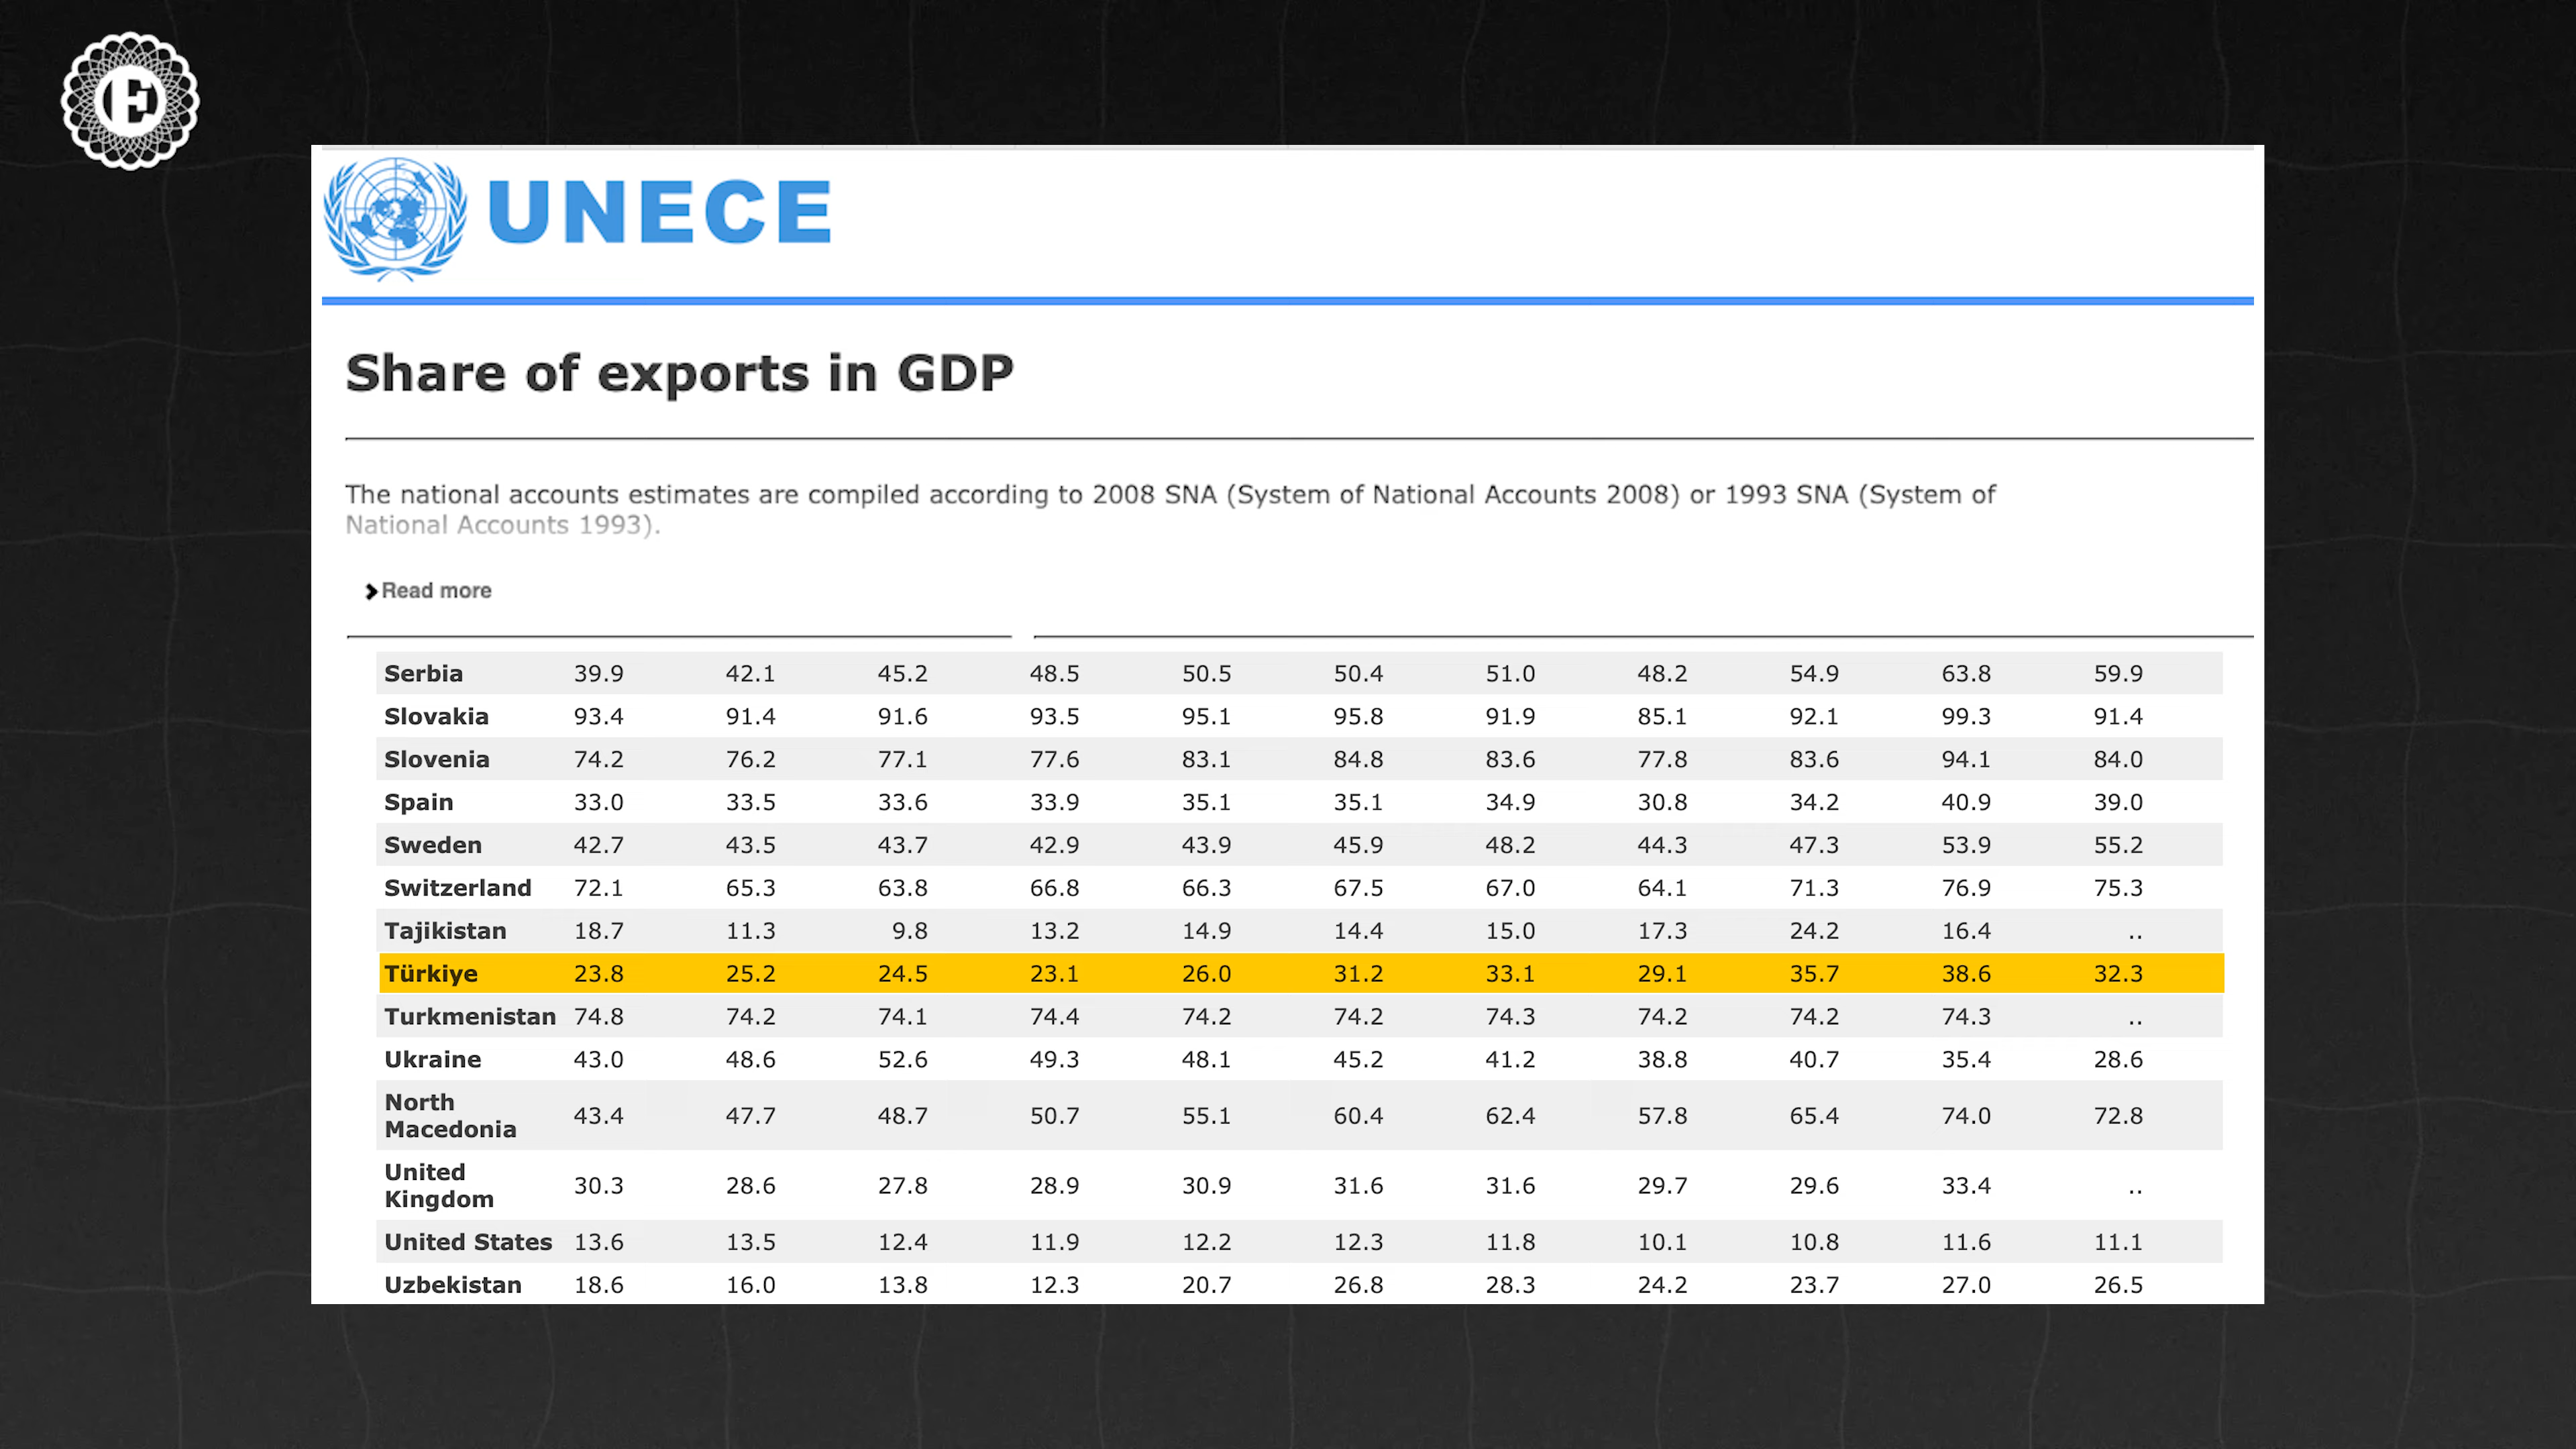 E
UNECE
Share of exports in GDP
The national accounts estimates are compiled according to 2008 SNA (System of National Accounts 2008) or 1993 SNA (System of
National Accounts 1993).
Read more
Serbia 39.9 42.1 45.2 48.5 50.5 50.4 51.0 48.2 54.9 63.8 59.9
Slovakia 93.4 91.4 91.6 93.5 95.1 95.8 91.9 85.1 92.1 99.3 91.4
Slovenia 74.2 76.2 77.1 77.6 83.1 84.8 83.6 77.8 83.6 94.1 84.0
Spain 33.0 33.5 33.6 33.9 35.1 35.1 34.9 30.8 34.2 40.9 39.0
Sweden 42.7 43.5 43.7 42.9 43.9 45.9 48.2 44.3 47.3 53.9 55.2
Switzerland 72.1 65.3 63.8 66.8 66.3 67.5 67.0 64.1 71.3 76.9 75.3
Tajikistan 18.7 11.3 9.8 13.2 14.9 14.4 15.0 17.3 24.2 16.4 ..
Türkiye 23.8 25.2 24.5 23.1 26.0 31.2 33.1 29.1 35.7 38.6 32.3
Turkmenistan 74.8 74.2 74.1 74.4 74.2 74.2 74.3 74.2 74.2 74.3 ..
Ukraine 43.0 48.6 52.6 49.3 48.1 45.2 41.2 38.8 40.7 35.4 28.6
North
Macedonia 43.4 47.7 48.7 50.7 55.1 60.4 62.4 57.8 65.4 74.0 72.8
United
Kingdom 30.3 28.6 27.8 28.9 30.9 31.6 31.6 29.7 29.6 33.4 ..
United States 13.6 13.5 12.4 11.9 12.2 12.3 11.8 10.1 10.8 11.6 11.1
Uzbekistan 18.6 16.0 13.8 12.3 20.7 26.8 28.3 24.2 23.7 27.0 26.5